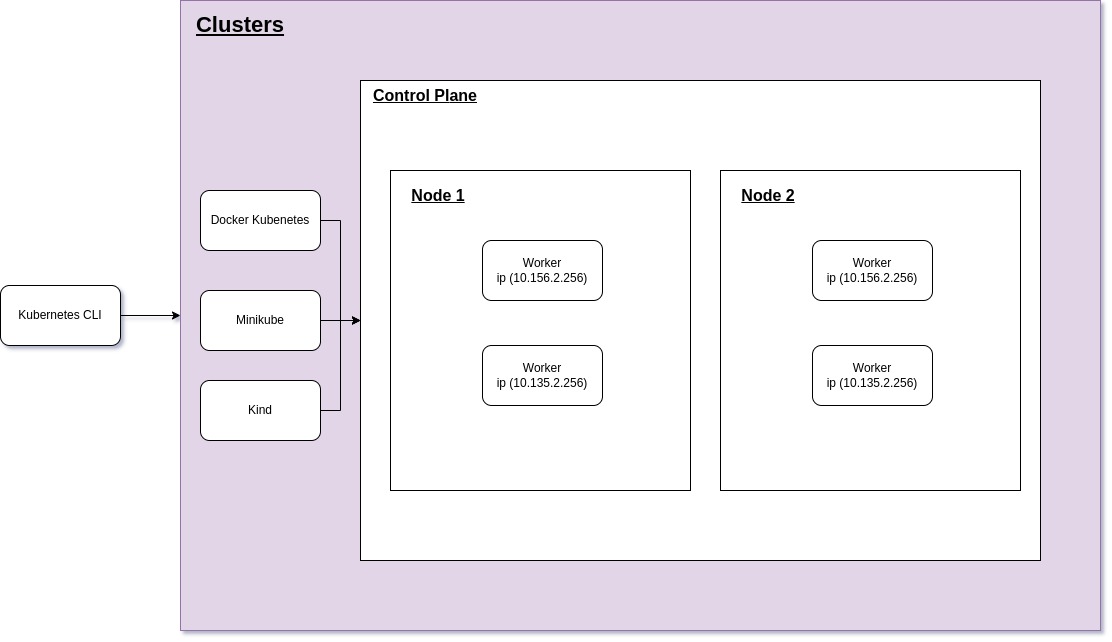 Clusters
Control Plane
Node 1
Node 2
Docker Kubenetes
Worker
ip (10.156.2.256)
Worker
ip (10.156.2.256)
Kubernetes CLI
Minikube
Worker
ip (10.135.2.256)
Worker
ip (10.135.2.256)
Kind